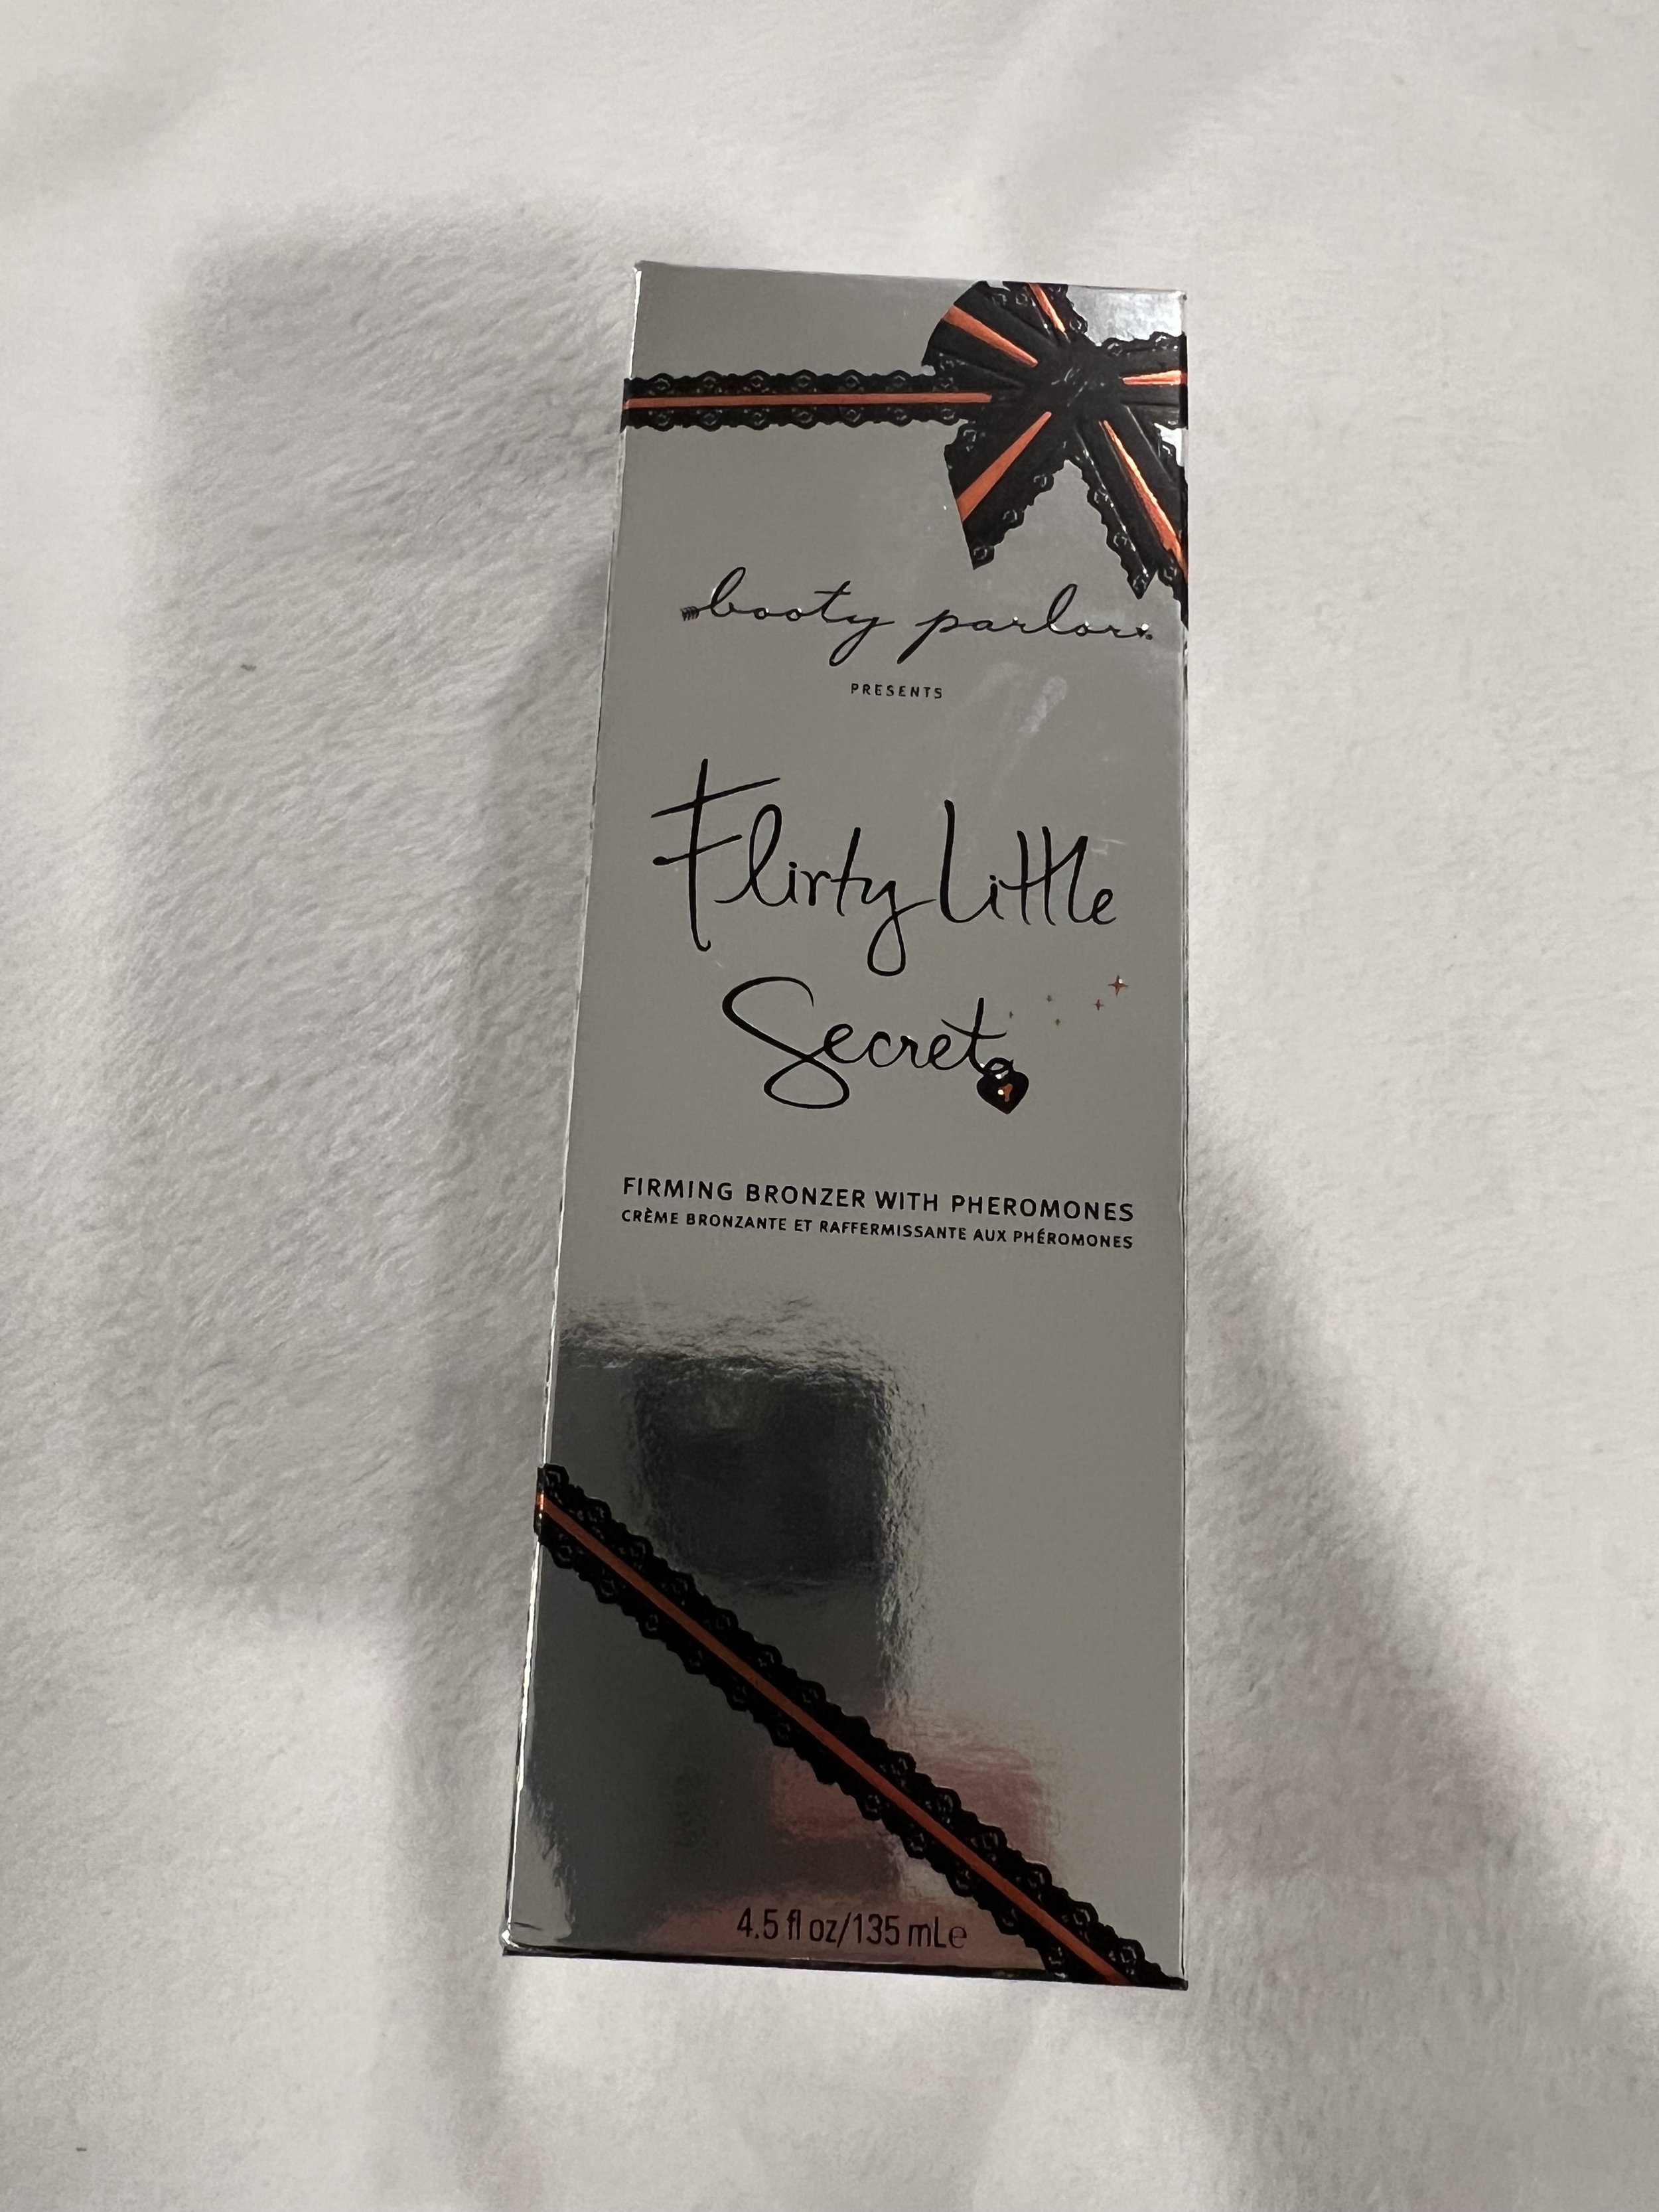 booty parlor
PRESENTS
Flirty Little
Secret
FIRMING BRONZER WITH PHEROMONES
CRÈME BRONZANTE ET RAFFERMISSANTE AUX PHÉROMONES
4.5 fl oz/135 mL℮